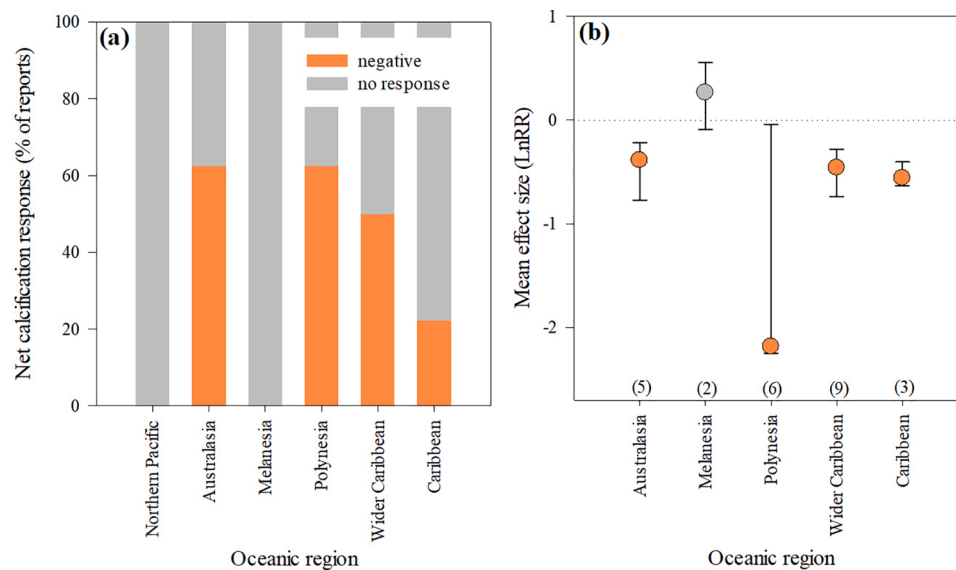 (a)
negative
no response
Net calcification response (% of reports)
100
80
60
40
20
0
Northern Pacific
Australasia
Melanesia
Polynesia
Wider Caribbean
Caribbean
Oceanic region
(b)
Mean effect size (LnRR)
1
0
-1
-2
(5)
(2)
(6)
(9)
(3)
Australasia
Melanesia
Polynesia
Wider Caribbean
Caribbean
Oceanic region